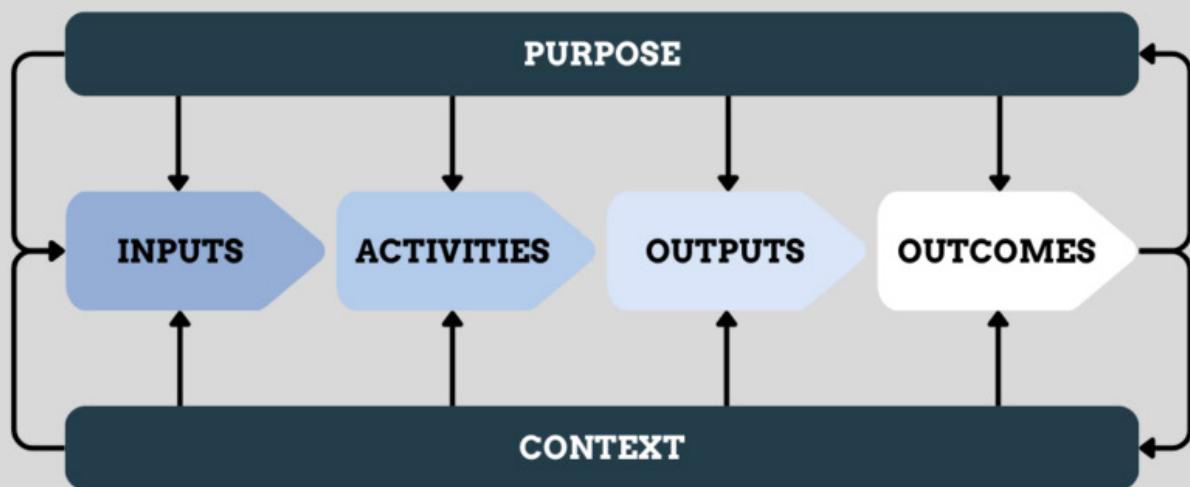 PURPOSE
INPUTS
ACTIVITIES
OUTPUTS
OUTCOMES
CONTEXT